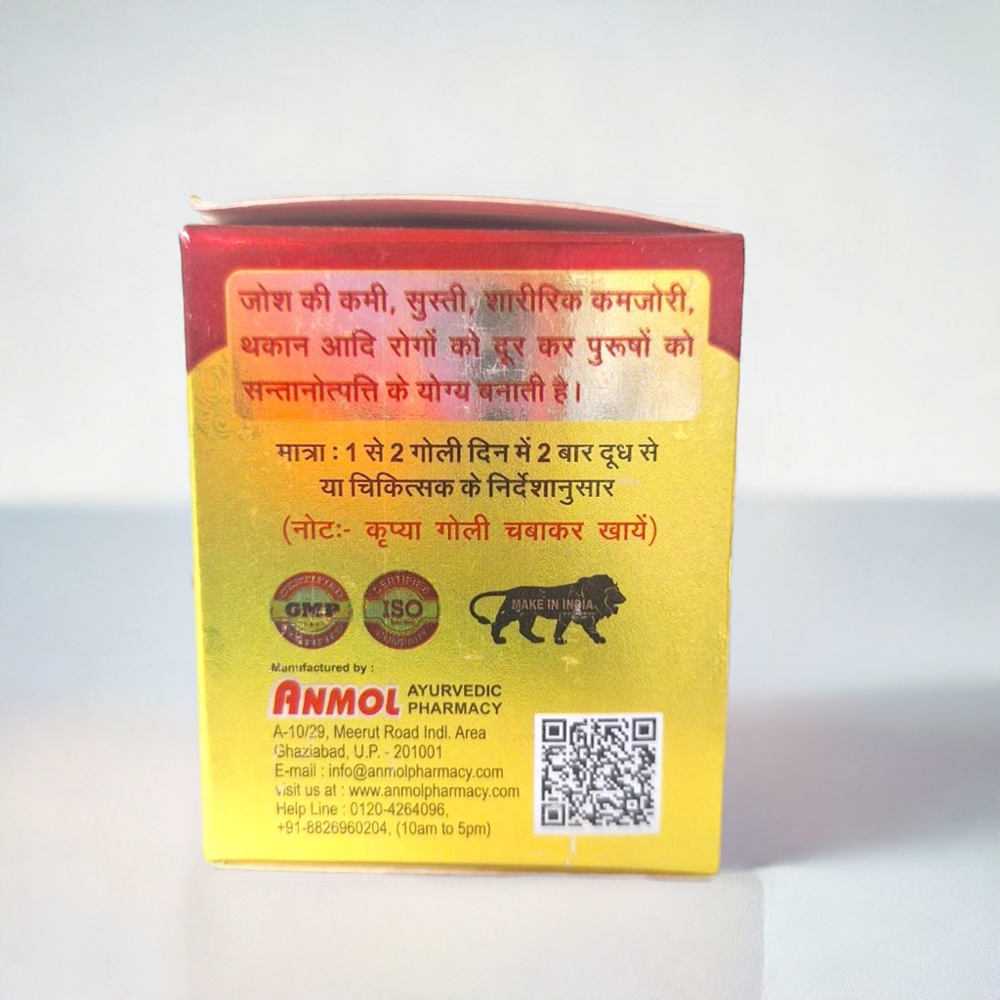 जोश की कमी, सुस्ती, शारीरिक कमजोरी,
थकान आदि रोगों को दूर कर पुरूषों को
सन्तानोत्पत्ति के योग्य बनाती है।
मात्रा : 1 से 2 गोली दिन में 2 बार दूध से
या चिकित्सक के निर्देशानुसार
(नोटः- कृप्या गोली चबाकर खायें)
GMP
CERTIFIED
ISO
COMPANY
MAKE IN INDIA
Manufactured by :
ANMOL AYURVEDIC
PHARMACY
A-10/29, Meerut Road Indl. Area
Ghaziabad, U.P. - 201001
E-mail : info@anmolpharmacy.com
visit us at : www.anmolpharmacy.com
Help Line : 0120-4264096,
+91-8826960204, (10am to 5pm)